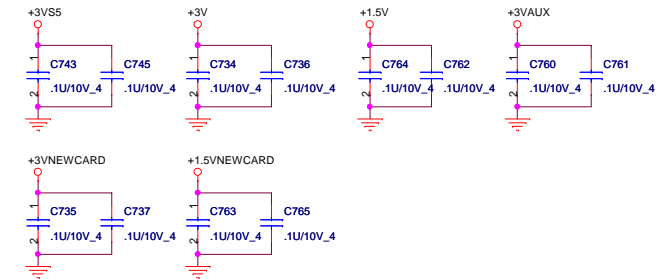 +3VS5 +3V +1.5V +3VAUX
1 C743 C745 1 C734 C736 1 C764 C762 1 C760 C761
2 .1U/10V_4 .1U/10V_4 2 .1U/10V_4 .1U/10V_4 2 .1U/10V_4 .1U/10V_4 2 .1U/10V_4 .1U/10V_4
+3VNEWCARD +1.5VNEWCARD
1 C735 C737 1 C763 C765
2 .1U/10V_4 .1U/10V_4 2 .1U/10V_4 .1U/10V_4